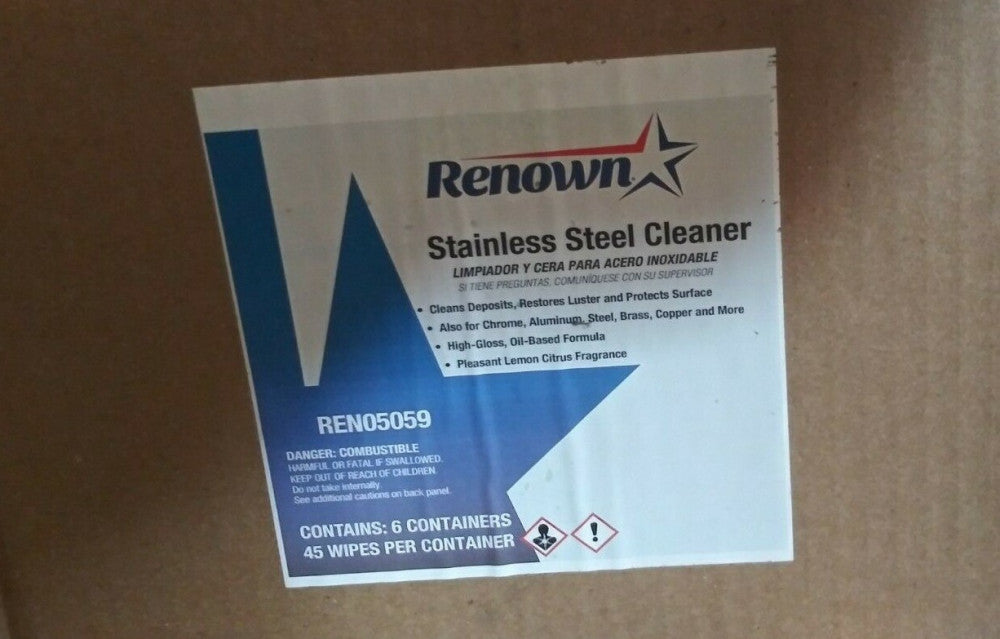 Renown
Stainless Steel Cleaner
LIMPIADOR Y CERA PARA ACERO INOXIDABLE
SI TIENE PREGUNTAS, COMUNÍQUESE CON SU SUPERVISOR
• Cleans Deposits, Restores Luster and Protects Surface
• Also for Chrome, Aluminum, Steel, Brass, Copper and More
• High-Gloss, Oil-Based Formula
• Pleasant Lemon Citrus Fragrance
REN05059
DANGER: COMBUSTIBLE
HARMFUL OR FATAL IF SWALLOWED.
KEEP OUT OF REACH OF CHILDREN.
Do not take internally.
See additional cautions on back panel.
CONTAINS: 6 CONTAINERS
45 WIPES PER CONTAINER